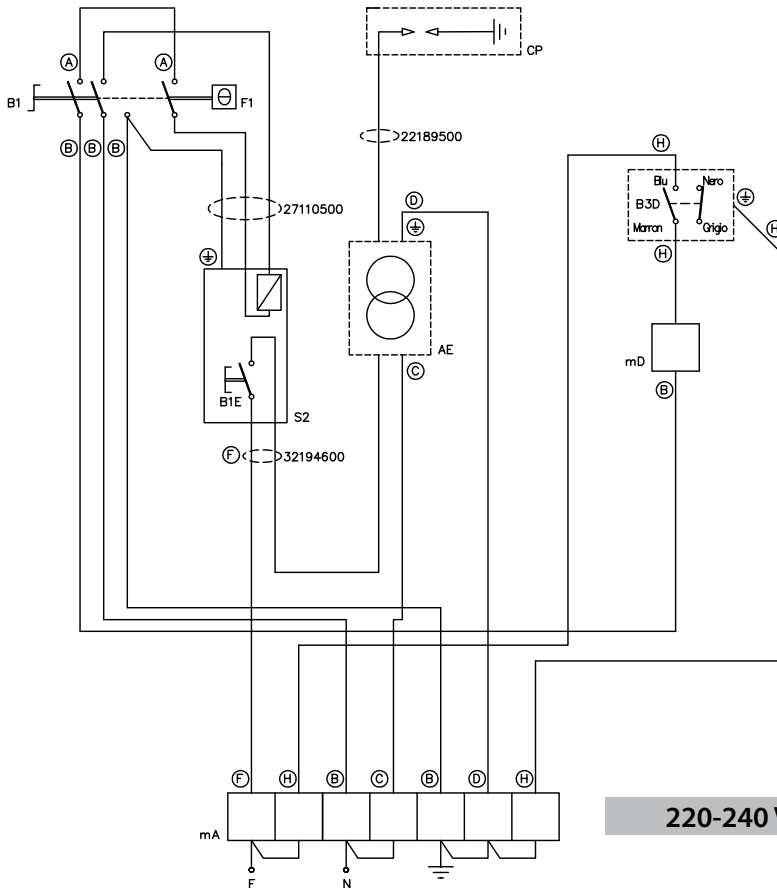 CP
A
A
B1
F1
B
B
B
22189500
H
Blu
Nero
B3D
Marron
Grigio
H
H
27110500
D
AE
C
mD
B
B1E
S2
F
32194600
F
H
B
C
B
D
H
mA
F
N
220-240 V